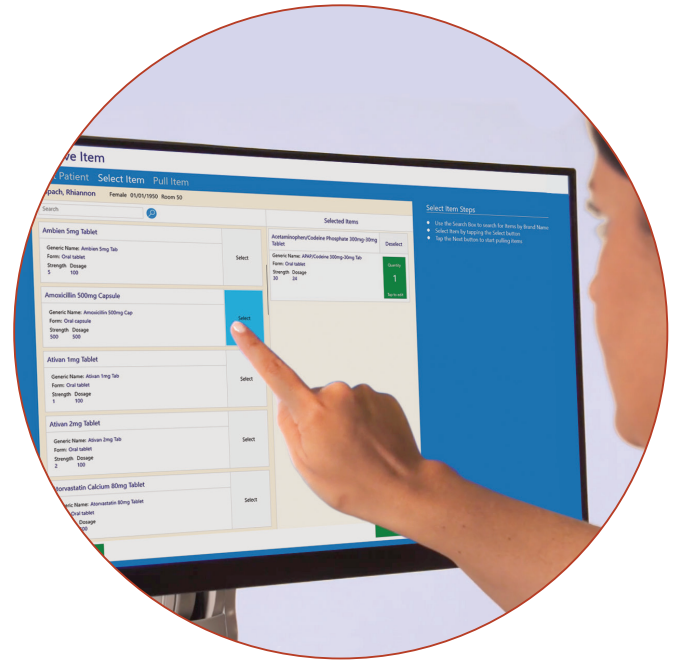 Item
Patient Select Item Pull Item
Rhiannon Female 01/01/1950 Room 50
Search
Ambien 5mg Tablet
Generic Name: Ambien 5mg Tab
Form: Oral tablet
Strength Dosage
5 100
Select
Amoxicillin 500mg Capsule
Generic Name: Amoxicillin 500mg Cap
Form: Oral capsule
Strength Dosage
500 500
Select
Ativan 1mg Tablet
Generic Name: Ativan 1mg Tab
Form: Oral tablet
Strength Dosage
1 100
Select
Ativan 2mg Tablet
Generic Name: Ativan 2mg Tab
Form: Oral tablet
Strength Dosage
2 100
Select
Calcium 80mg Tablet
Name: Atorvastatin 80mg Tablet
Oral tablet
Dosage
Select
Selected Items
Acetaminophen/Codeine Phosphate 300mg-30mg
Tablet
Deselect
Generic Name: APAP/Codeine 300mg-30mg Tab
Form: Oral tablet
Strength Dosage
30 24
Quantity
1
Tap to edit
Select Item Steps
Use the Search Box to search for Items by Brand Name
Select Item by tapping the Select button
Tap the Next button to start pulling items